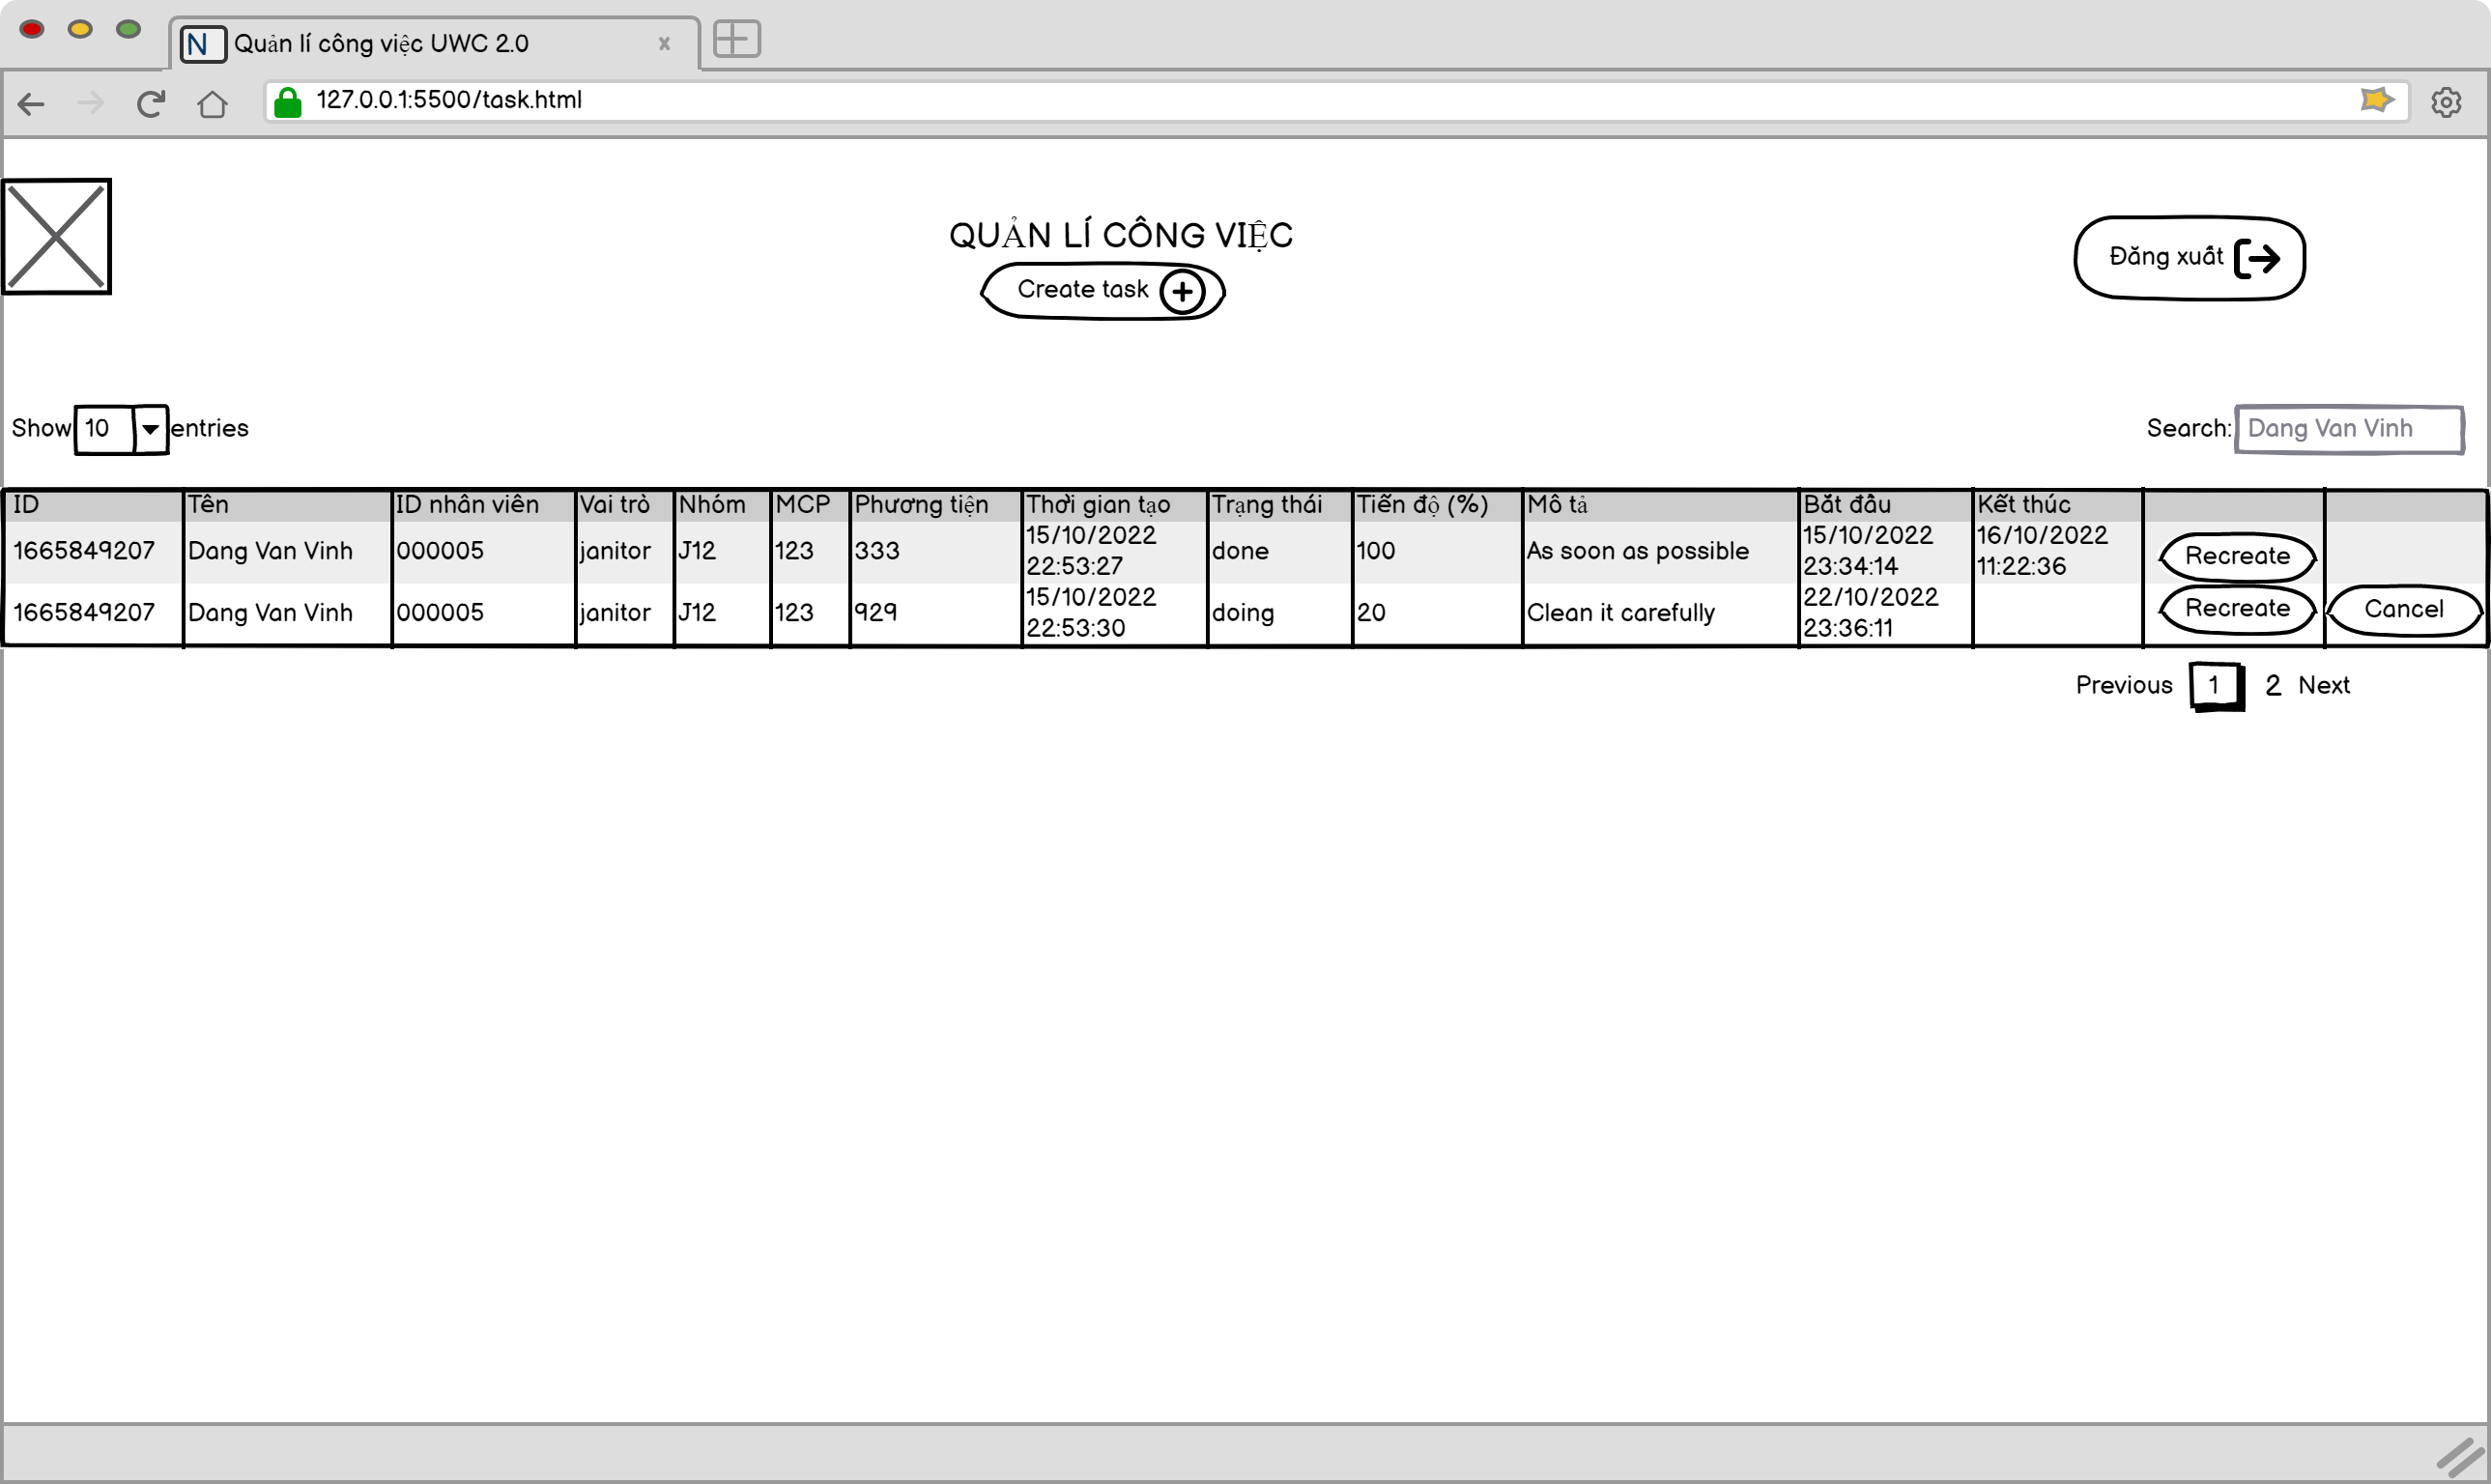 N Quản lí công việc UWC 2.0 x
127.0.0.1:5500/task.html
QUẢN LÍ CÔNG VIỆC
Create task
Đăng xuất
Show 10 entries
Search: Dang Van Vinh
ID Tên ID nhân viên Vai trò Nhóm MCP Phương tiện Thời gian tạo Trạng thái Tiến độ (%) Mô tả Bắt đầu Kết thúc
1665849207 Dang Van Vinh 000005 janitor J12 123 333 15/10/2022 22:53:27 done 100 As soon as possible 15/10/2022 23:34:14 16/10/2022 11:22:36 Recreate
1665849207 Dang Van Vinh 000005 janitor J12 123 929 15/10/2022 22:53:30 doing 20 Clean it carefully 22/10/2022 23:36:11 Recreate Cancel
Previous 1 2 Next